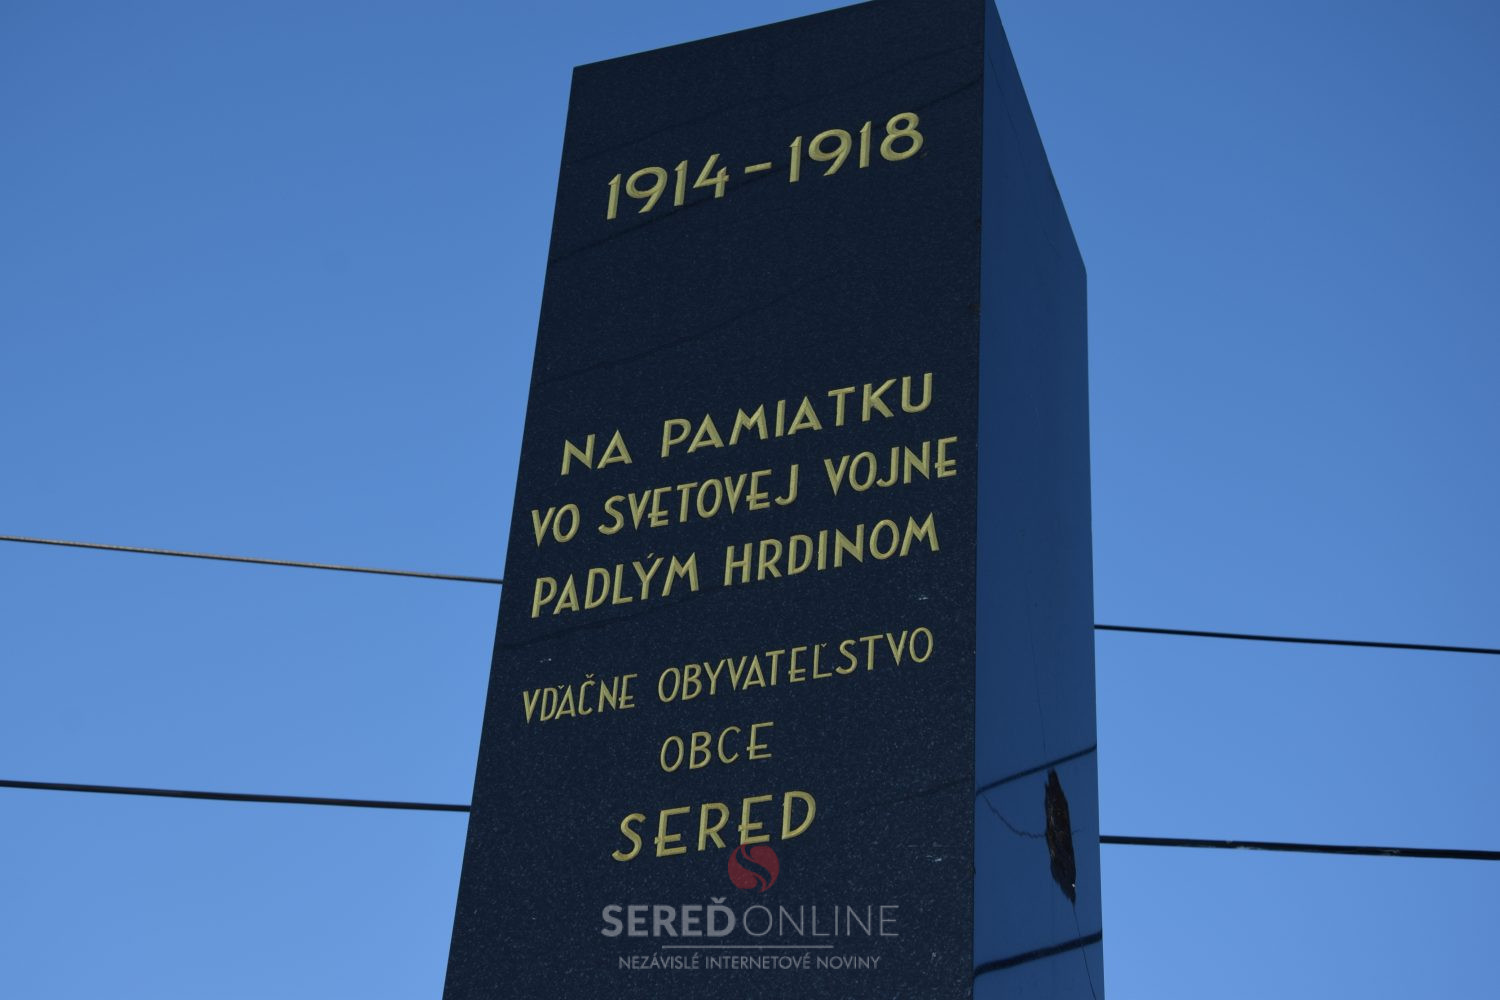 1914-1918
NA PAMIATKU
VO SVETOVEJ VOJNE
PADLÝM HRDINOM
VĎAČNE OBYVATEĽSTVO
OBCE
SERED
SEREĎONLINE
NEZÁVISLÉ INTERNETOVÉ NOVINY